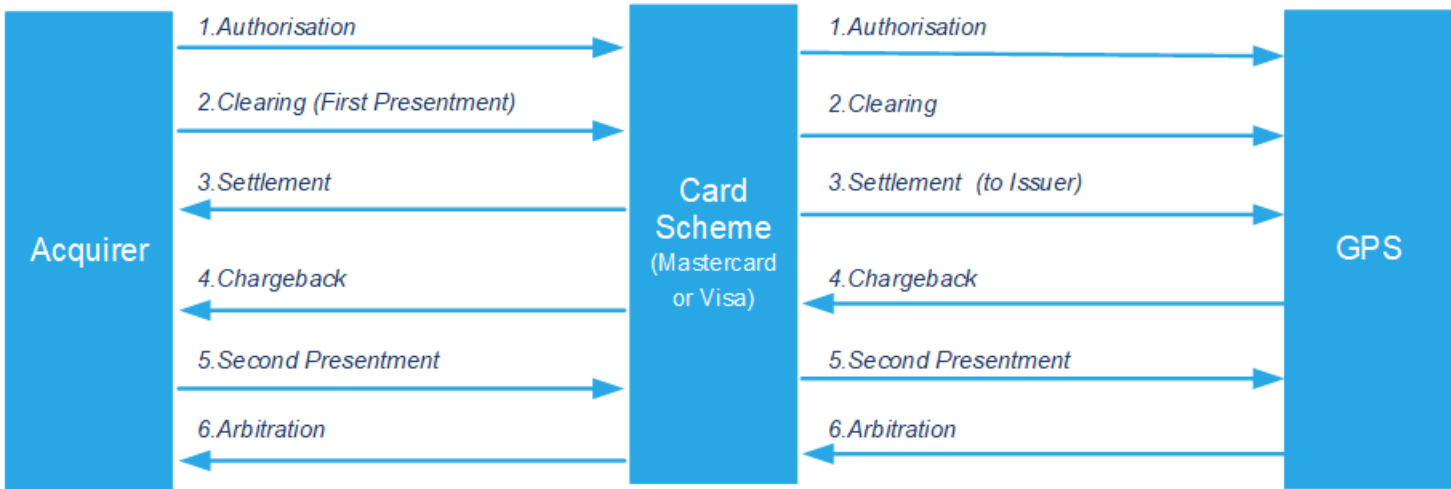 Acquirer
1.Authorisation
2.Clearing (First Presentment)
3.Settlement
4.Chargeback
5.Second Presentment
6.Arbitration
Card
Scheme
(Mastercard
or Visa)
1.Authorisation
2.Clearing
3.Settlement  (to Issuer)
4.Chargeback
5.Second Presentment
6.Arbitration
GPS